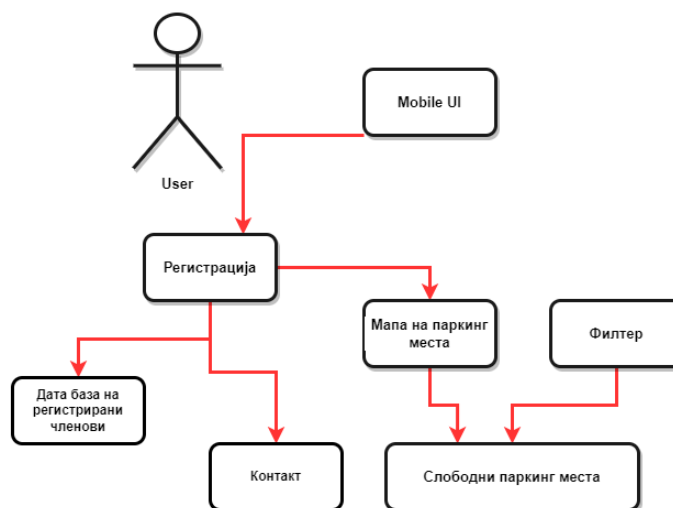 Mobile UI
User
Регистрација
Мапа на паркинг
места
Филтер
Дата база на
регистрирани
членови
Контакт
Слободни паркинг места